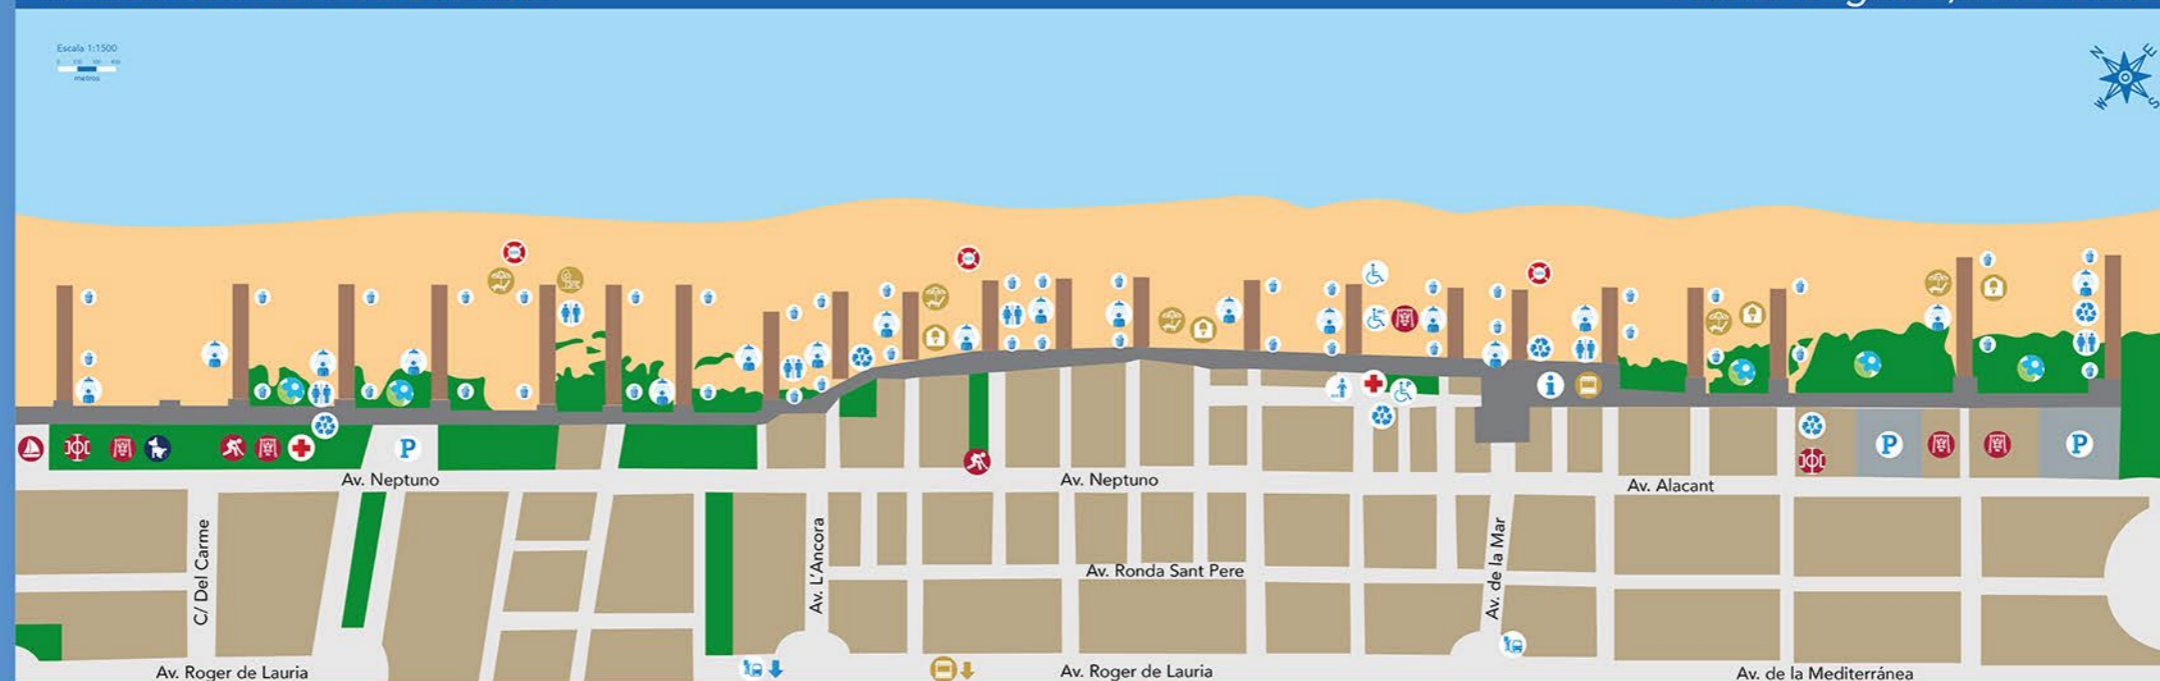 Escala 1:1500
metros
N
E
W
S
P
i
P
P
Av. Neptuno
Av. Neptuno
Av. Alacant
C/ Del Carme
Av. L'Ancora
Av. Ronda Sant Pere
Av. de la Mar
Av. Roger de Lauria
Av. Roger de Lauria
Av. de la Mediterránea